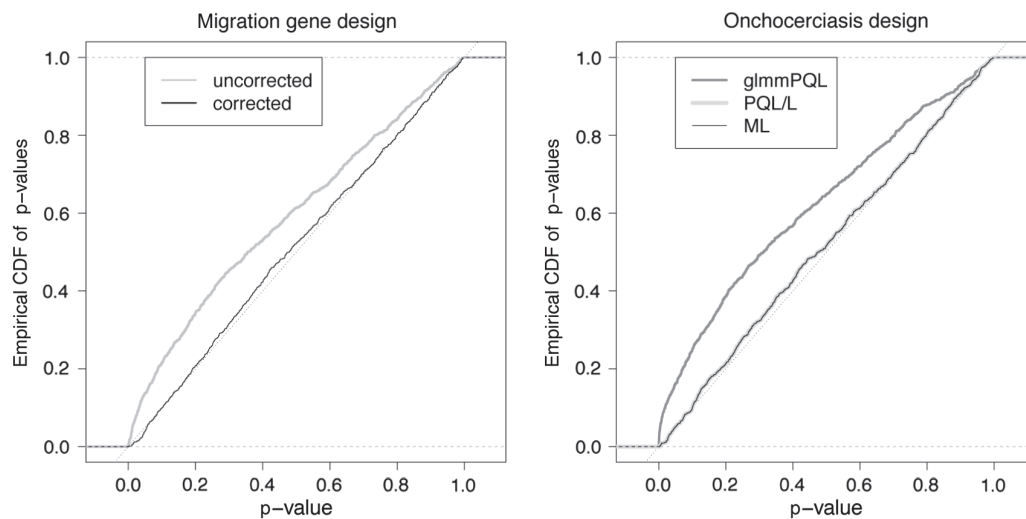 Migration gene design
Empirical CDF of p-values
1.0
0.8
0.6
0.4
0.2
0.0
uncorrected
corrected
0.0 0.2 0.4 0.6 0.8 1.0
p-value
Onchocerciasis design
Empirical CDF of p-values
1.0
0.8
0.6
0.4
0.2
0.0
glmmPQL
PQL/L
ML
0.0 0.2 0.4 0.6 0.8 1.0
p-value